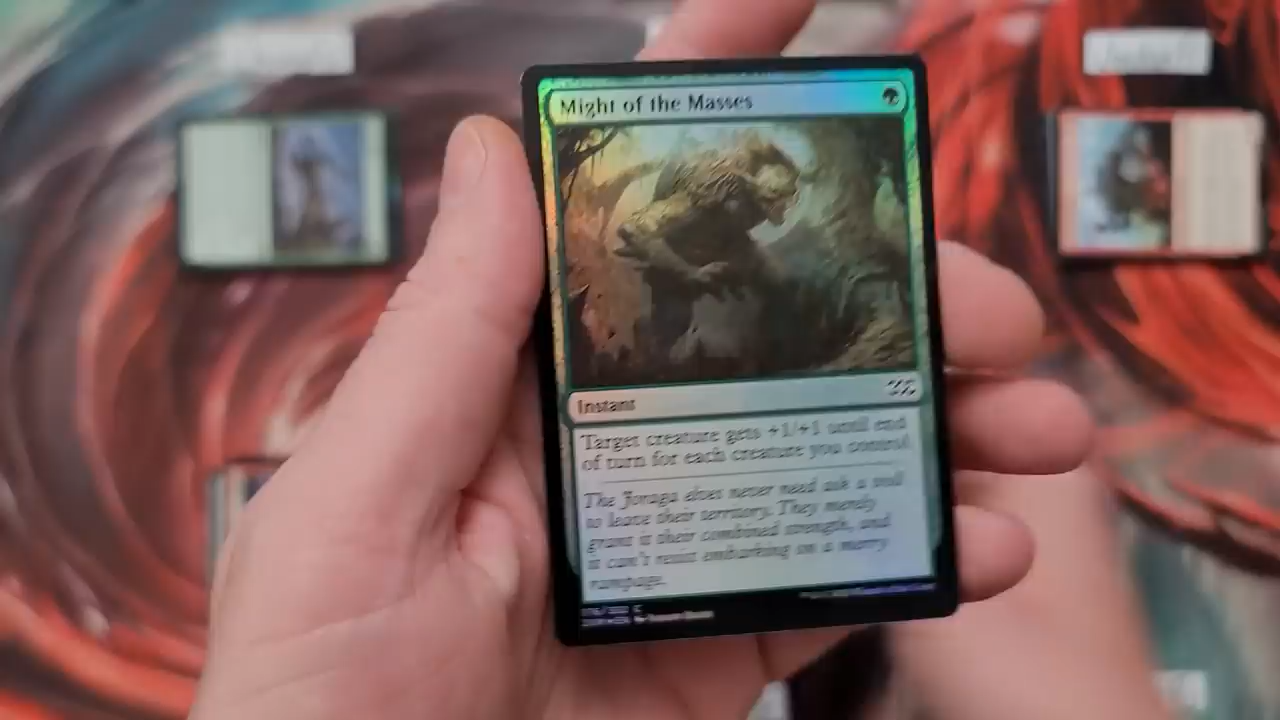 Might of the Masses
Instant
Target creature gets +1/+1 until end
of turn for each creature you control
The Joraga elves never need ask a troll
to leave their territory. They merely
grant it their combined strength, and
it can't resist embarking on a merry
rampage.